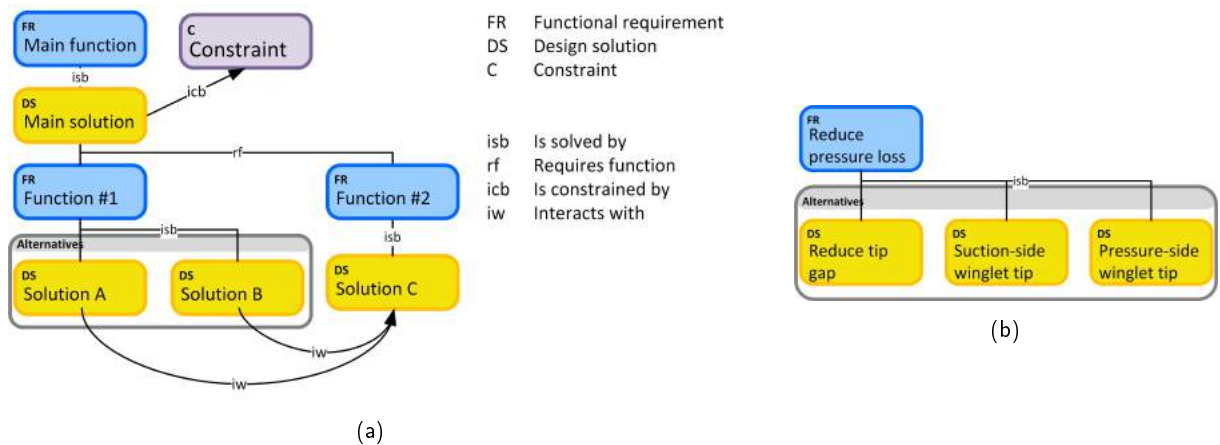 FR
Main function
isb
DS
Main solution
C
Constraint
icb
rf
FR
Function #1
FR
Function #2
isb
isb
Alternatives
DS
Solution A
DS
Solution B
DS
Solution C
iw
iw
(a)
FR Functional requirement
DS Design solution
C Constraint
isb Is solved by
rf Requires function
icb Is constrained by
iw Interacts with
FR
Reduce
pressure loss
isb
Alternatives
DS
Reduce tip
gap
DS
Suction-side
winglet tip
DS
Pressure-side
winglet tip
(b)